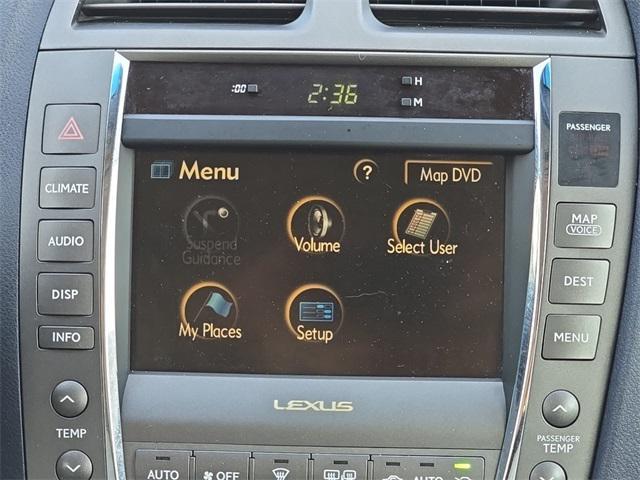 :00 2:36 H
M
PASSENGER
Menu ? Map DVD
CLIMATE
MAP
VOICE
AUDIO
Suspend
Guidance
Volume
Select User
DISP
DEST
INFO
My Places
Setup
MENU
LEXUS
TEMP
PASSENGER
TEMP
AUTO
OFF
AUTO